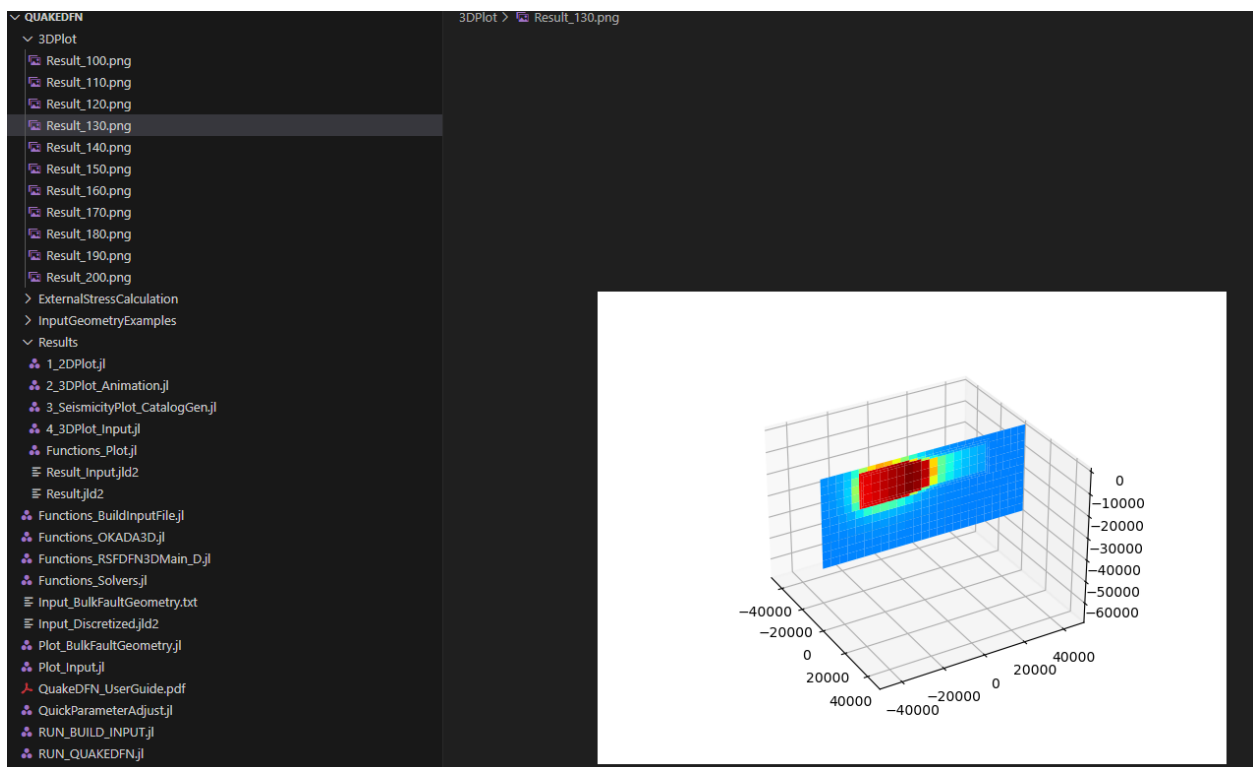 QUAKEDFN
3DPlot
Result_100.png
Result_110.png
Result_120.png
Result_130.png
Result_140.png
Result_150.png
Result_160.png
Result_170.png
Result_180.png
Result_190.png
Result_200.png
ExternalStressCalculation
InputGeometryExamples
Results
1_2DPlot.jl
2_3DPlot_Animation.jl
3_SeismicityPlot_CatalogGen.jl
4_3DPlot_Input.jl
Functions_Plot.jl
Result_Input.jld2
Result.jld2
Functions_BuildInputFile.jl
Functions_OKADA3D.jl
Functions_RSFDFN3DMain_D.jl
Functions_Solvers.jl
Input_BulkFaultGeometry.txt
Input_Discretized.jld2
Plot_BulkFaultGeometry.jl
Plot_Input.jl
QuakeDFN_UserGuide.pdf
QuickParameterAdjust.jl
RUN_BUILD_INPUT.jl
RUN_QUAKEDFN.jl
3DPlot > Result_130.png
0
−10000
−20000
−30000
−40000
−50000
−60000
−40000
−20000
0
20000
40000
−40000
−20000
0
20000
40000